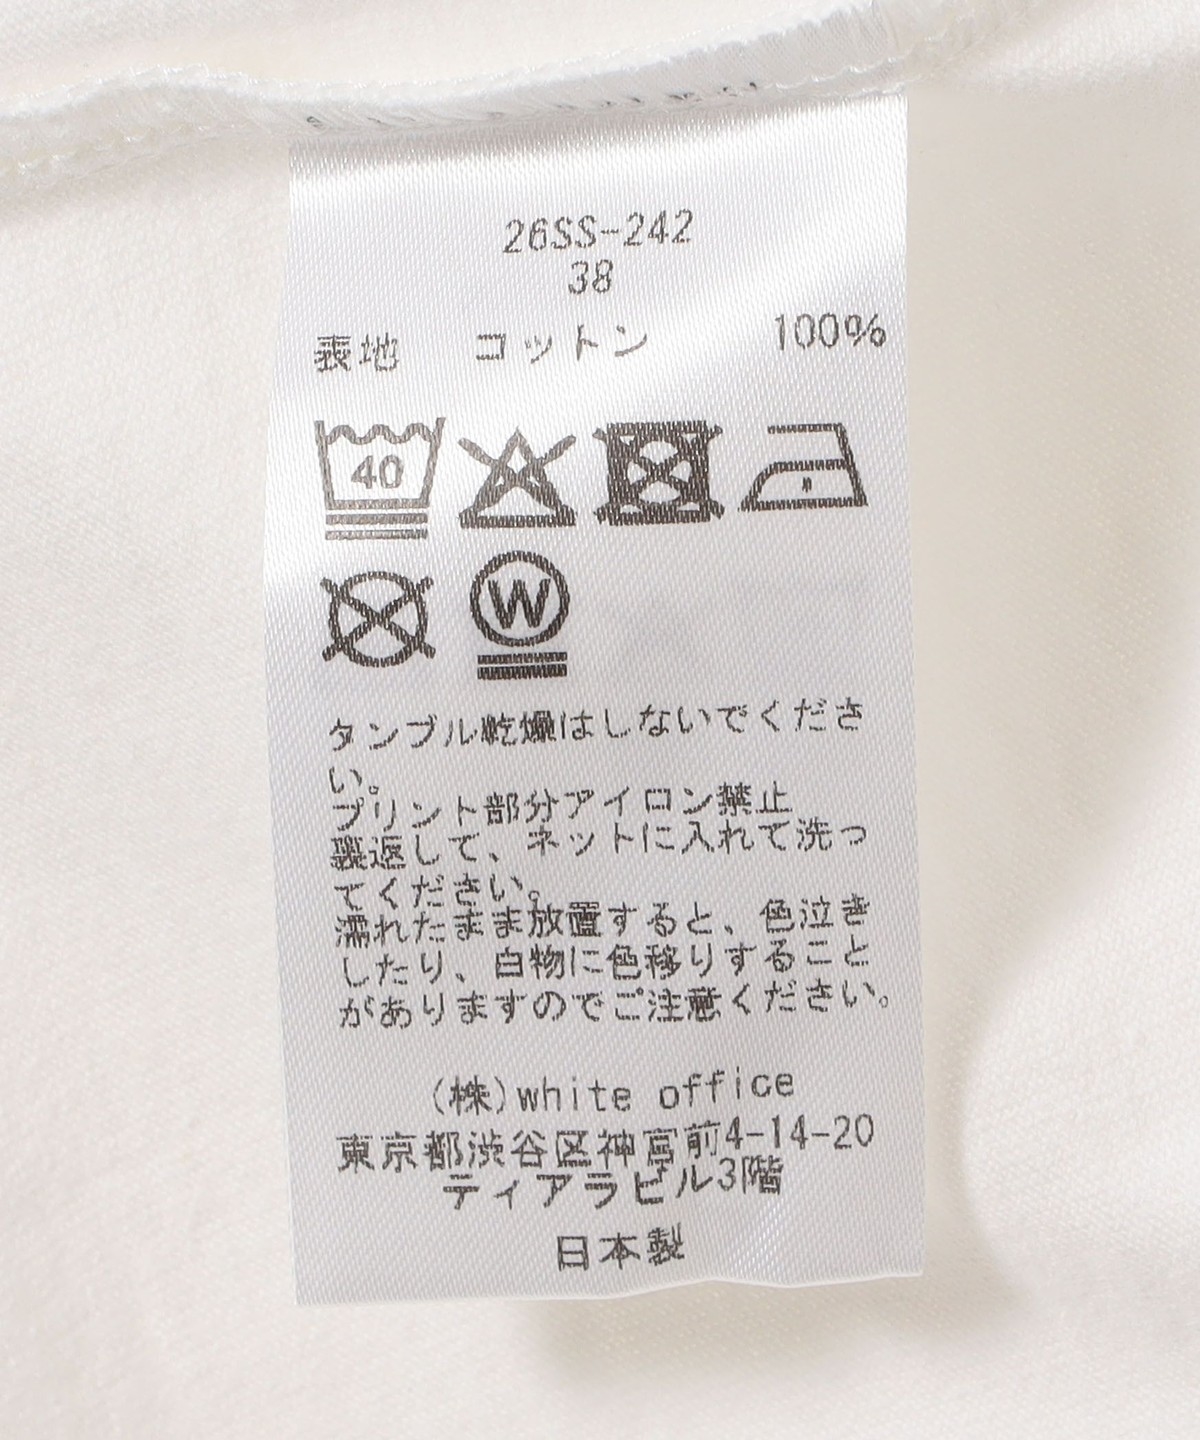 26SS-242
38
表地 コットン 100%
40
W
タンブル乾燥はしないでくださ
い。
プリント部分アイロン禁止
裏返して、ネットに入れて洗っ
てください。
濡れたまま放置すると、色泣き
したり、白物に色移りすること
がありますのでご注意ください。
(株)white office
東京都渋谷区神宮前4-14-20
ティアラビル3階
日本製